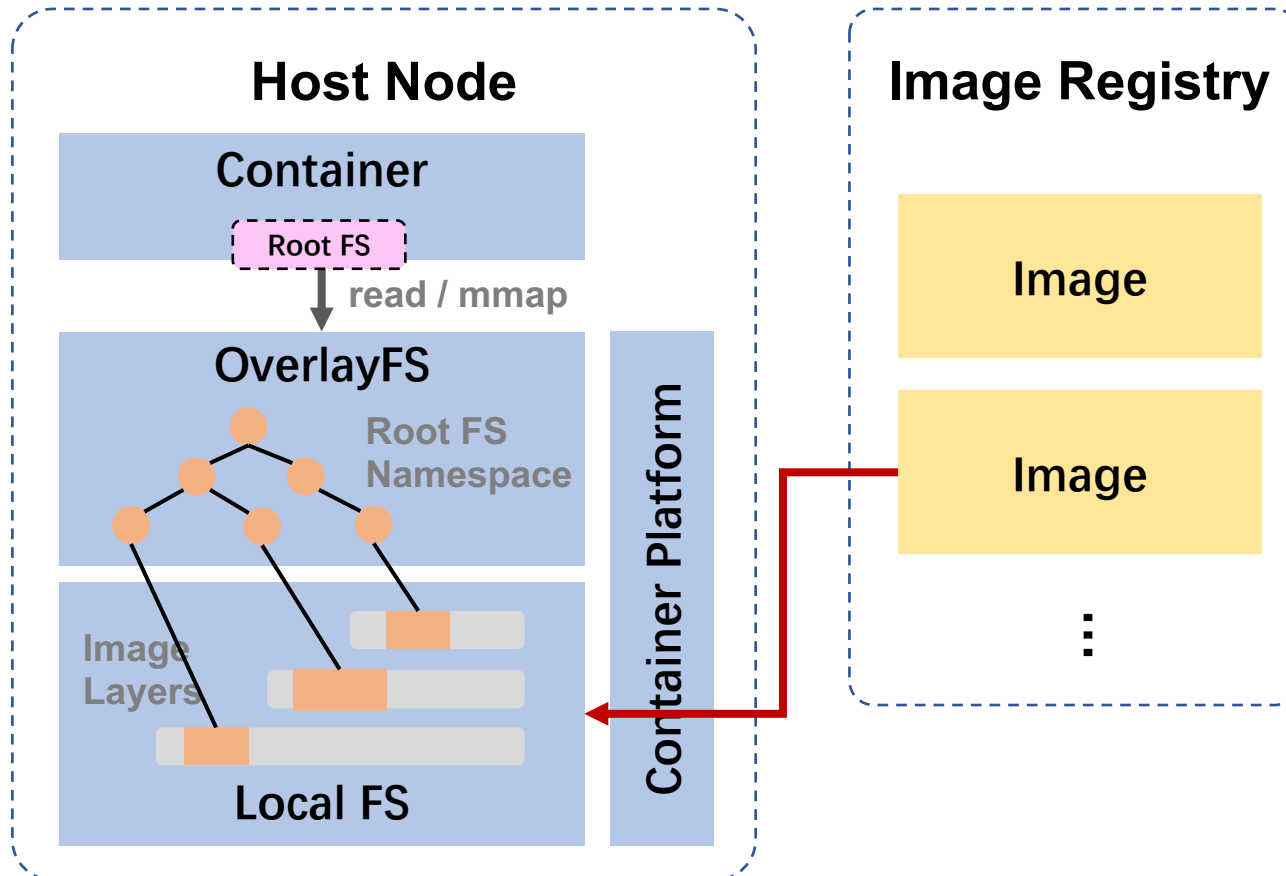 Host Node
Container
Root FS
read / mmap
OverlayFS
Root FS
Namespace
Image
Layers
Local FS
Container Platform
Image Registry
Image
Image
...